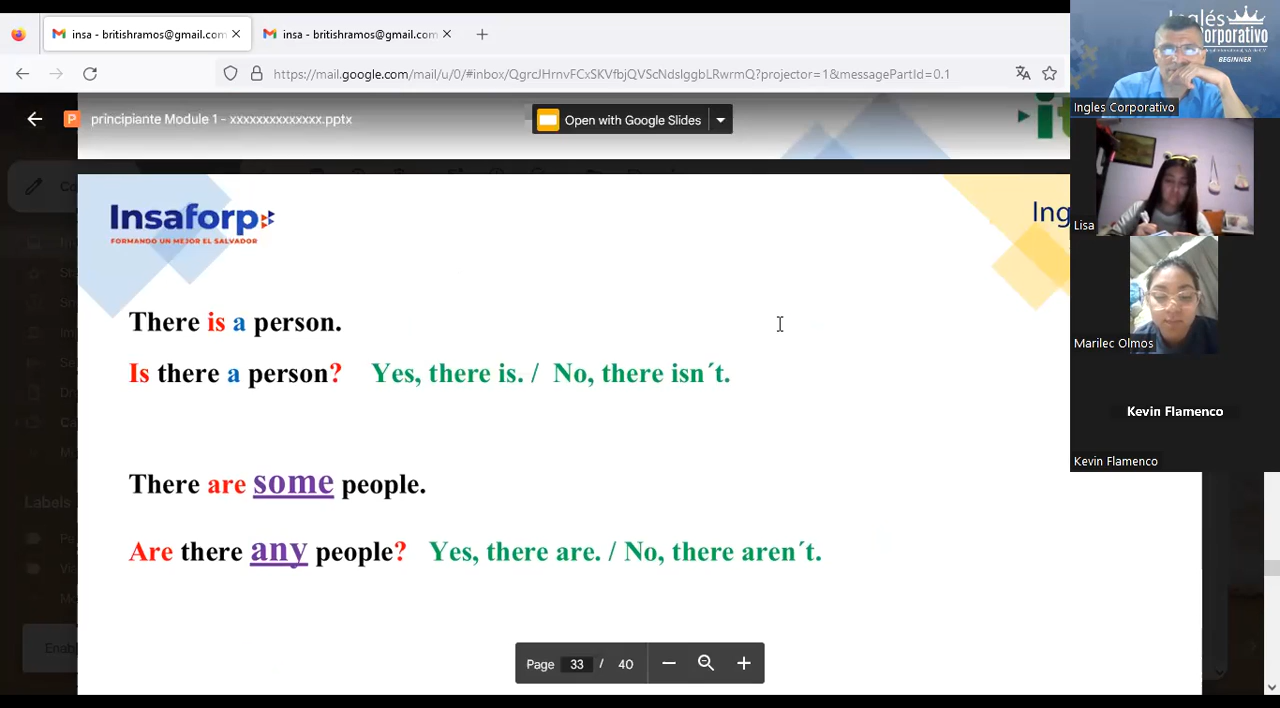 insa - britishramos@gmail.com
insa - britishramos@gmail.com
https://mail.google.com/mail/u/0/#inbox/QgrcJHrnvFCxSKVfbjQVScNdslggbLRwrmQ?projector=1&messagePartId=0.1
principiante Module 1 - xxxxxxxxxxxxxx.pptx
Open with Google Slides
Inglés
Corporativo
BEGINNER
Ingles Corporativo
Insaforp
FORMANDO UN MEJOR EL SALVADOR
Ing
Lisa
There is a person.
Is there a person? Yes, there is. / No, there isn´t.
Marilec Olmos
Kevin Flamenco
Kevin Flamenco
There are some people.
Are there any people? Yes, there are. / No, there aren´t.
Labels
Page 33 / 40